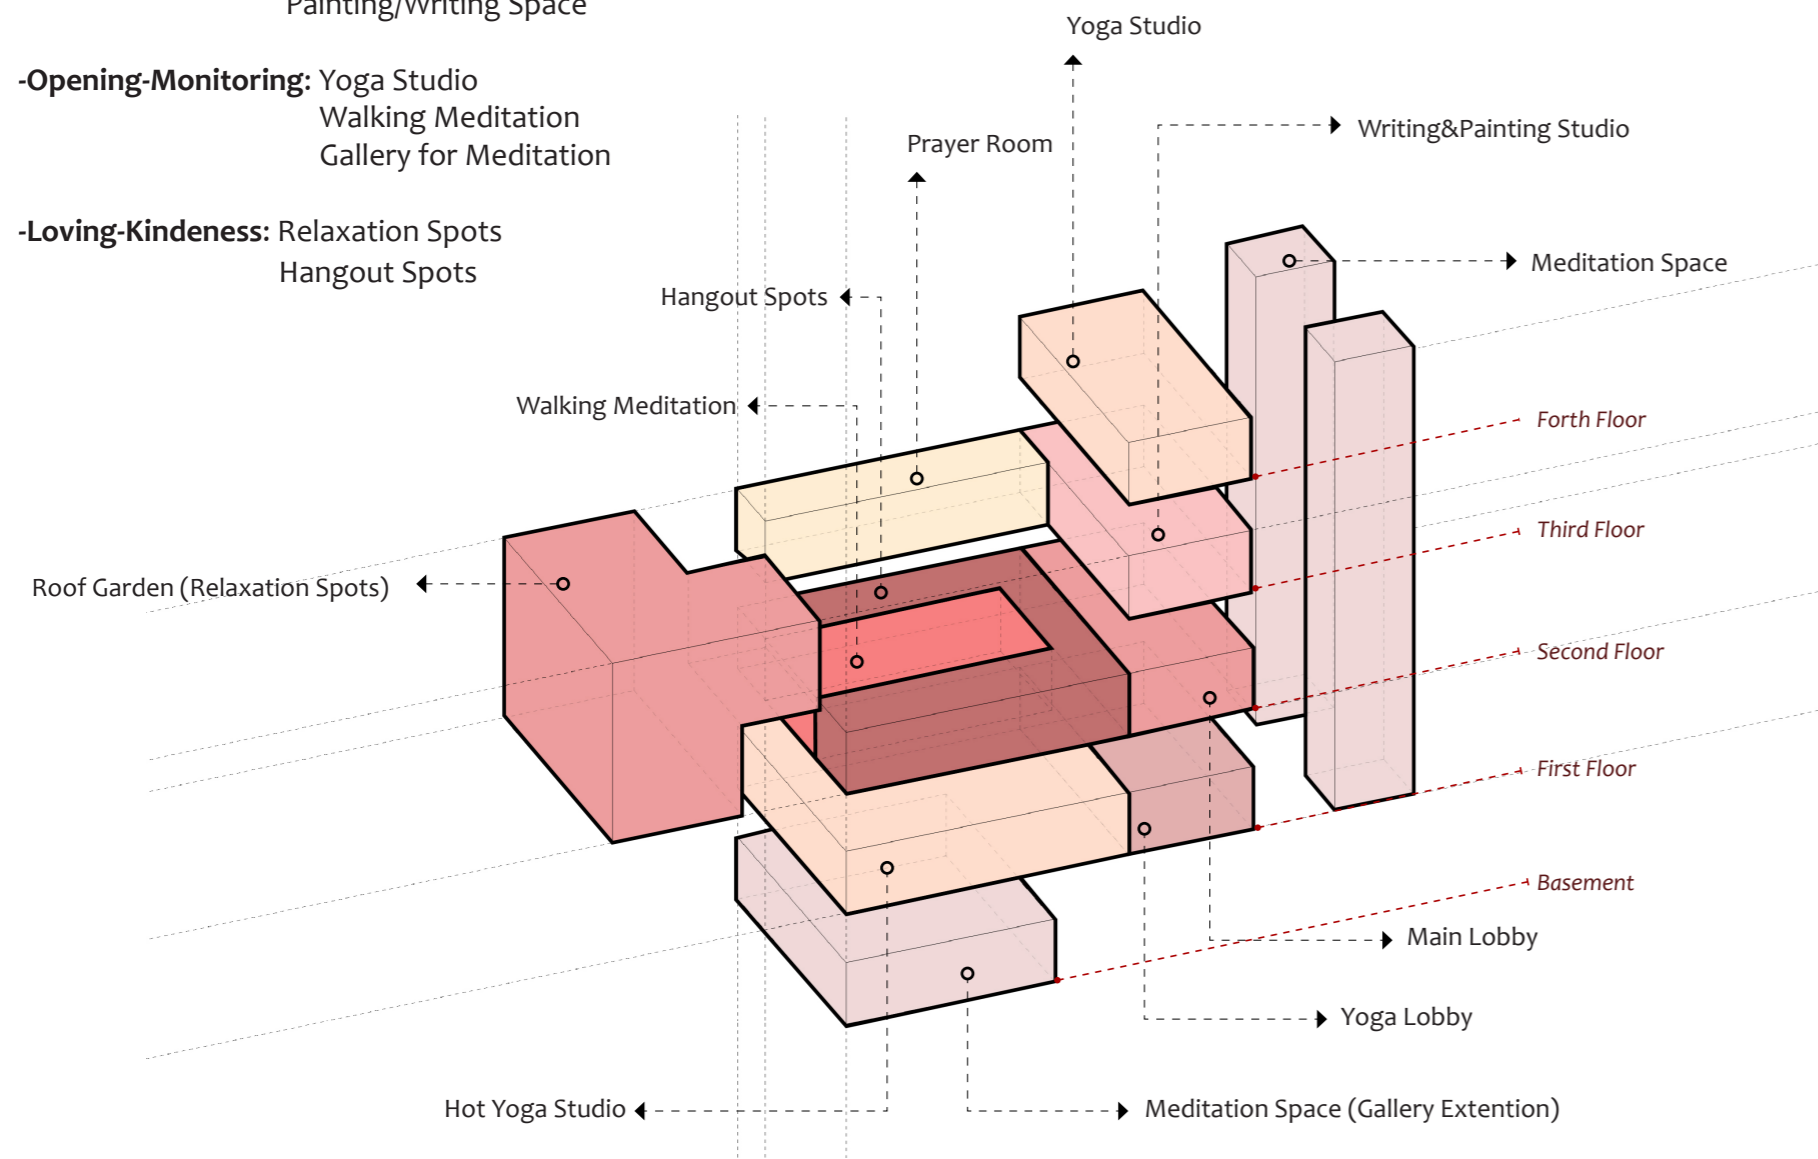 Painting/Writing Space
-Opening-Monitoring: Yoga Studio
Walking Meditation
Gallery for Meditation
-Loving-Kindeness: Relaxation Spots
Hangout Spots
Yoga Studio
Writing&Painting Studio
Prayer Room
Meditation Space
Hangout Spots
Walking Meditation
Forth Floor
Third Floor
Roof Garden (Relaxation Spots)
Second Floor
First Floor
Basement
Main Lobby
Yoga Lobby
Hot Yoga Studio
Meditation Space (Gallery Extention)